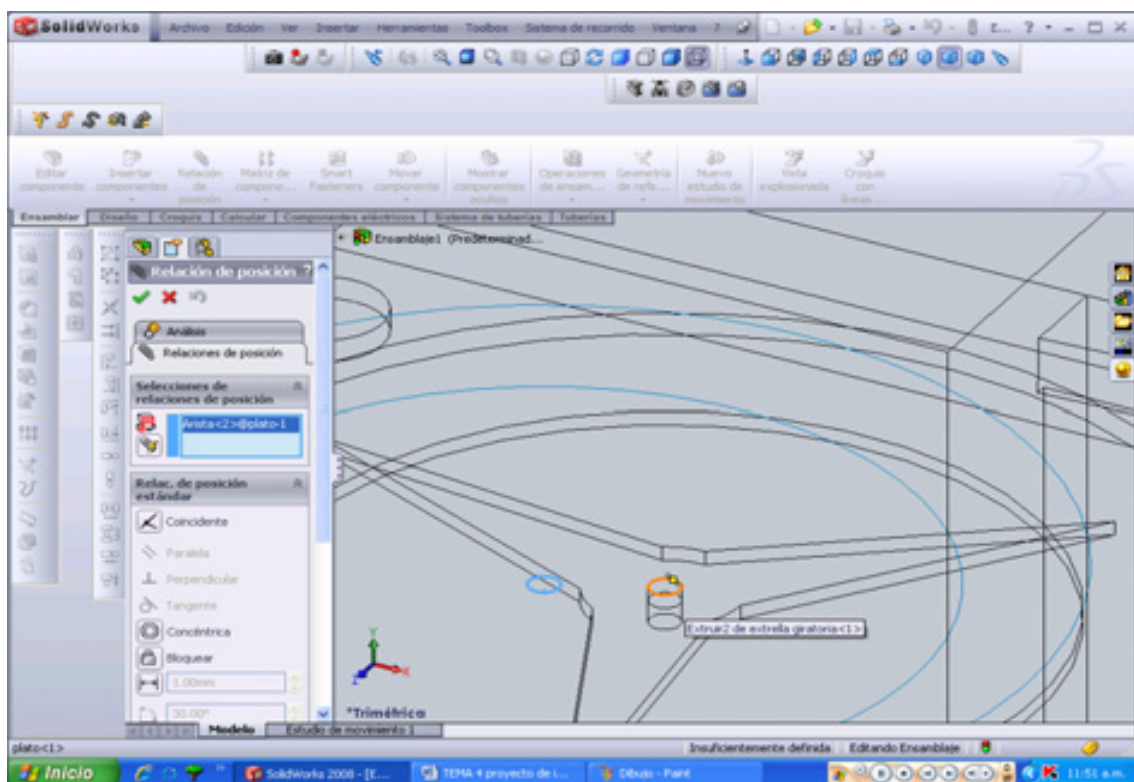 SolidWorks Archivo Edición Ver Insertar Herramientas Toolbox Sistema de recorrido Ventana ? E... ?
Editar componente
Insertar componentes
Relación de posición
Matriz de compone...
Smart Fasteners
Mover componente
Mostrar componentes ocultos
Operaciones de ensam...
Geometría de refe...
Nuevo estudio de movimiento
Vista explosionada
Croquis con líneas ...
Ensamblar Diseño Croquis Calcular Componentes eléctricos Sistema de tuberías Tuberías
Ensamblaje1 (Predeterminad...
Relación de posición ?
Análisis
Relaciones de posición
Selecciones de relaciones de posición
Arista<2>@plato-1
Relac. de posición estándar
Coincidente
Paralela
Perpendicular
Tangente
Concéntrica
Bloquear
1.00mm
30.00°
Extruir2 de extrella giratoria<1>
Y
X
Z
*Trimétrica
Modelo Estudio de movimiento 1
plato<1> Insuficientemente definida Editando Ensamblaje
Inicio SolidWorks 2008 - [E... TEMA 4 proyecto de i... Dibujo - Paint 11:51 a.m.